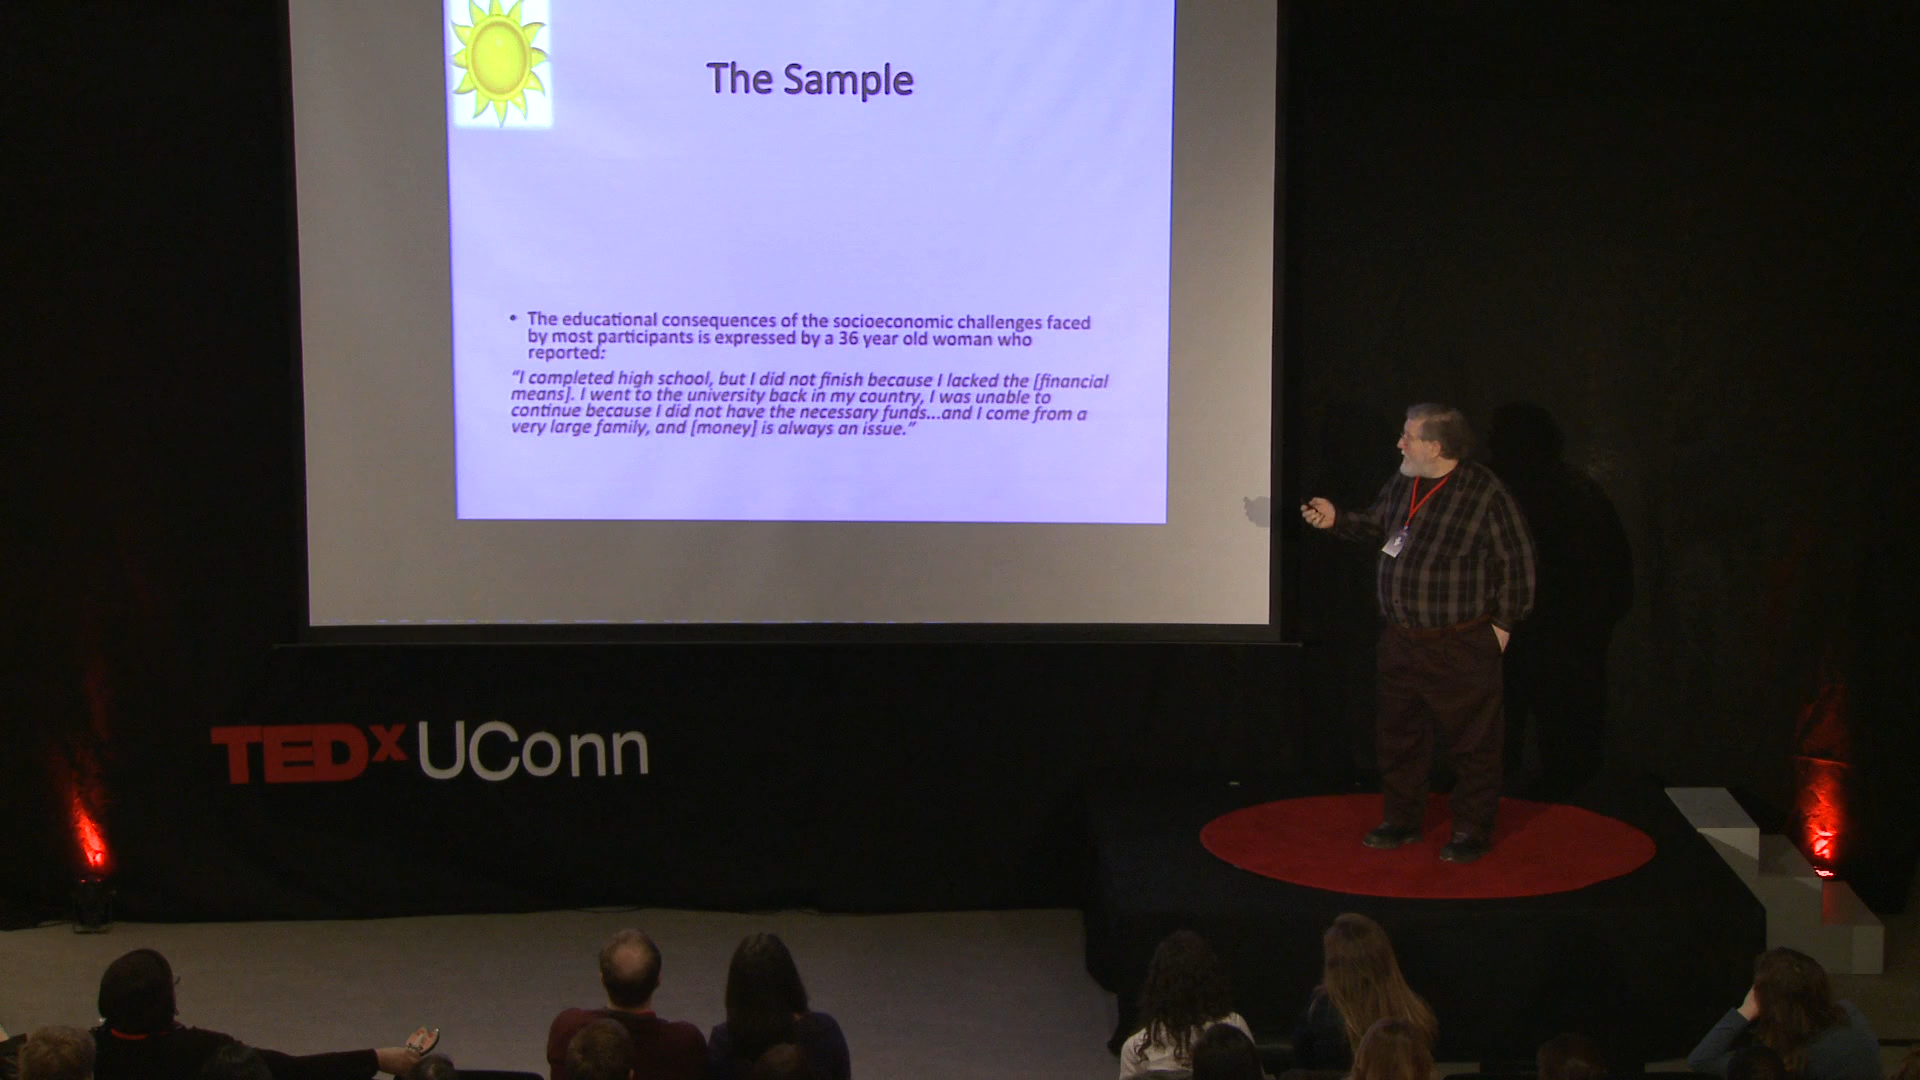 The Sample
• The educational consequences of the socioeconomic challenges faced
by most participants is expressed by a 36 year old woman who
reported:
“I completed high school, but I did not finish because I lacked the [financial
means]. I went to the university back in my country, I was unable to
continue because I did not have the necessary funds...and I come from a
very large family, and [money] is always an issue.”
TEDx UConn